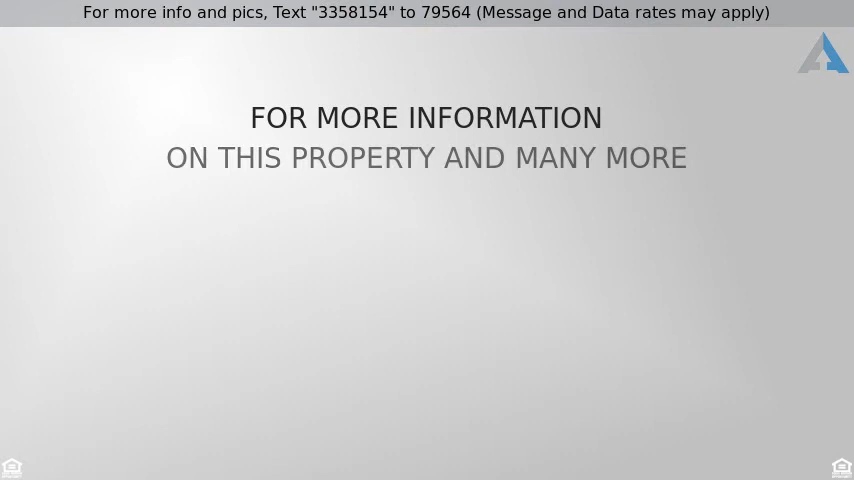 For more info and pics, Text "3358154" to 79564 (Message and Data rates may apply)
FOR MORE INFORMATION
ON THIS PROPERTY AND MANY MORE